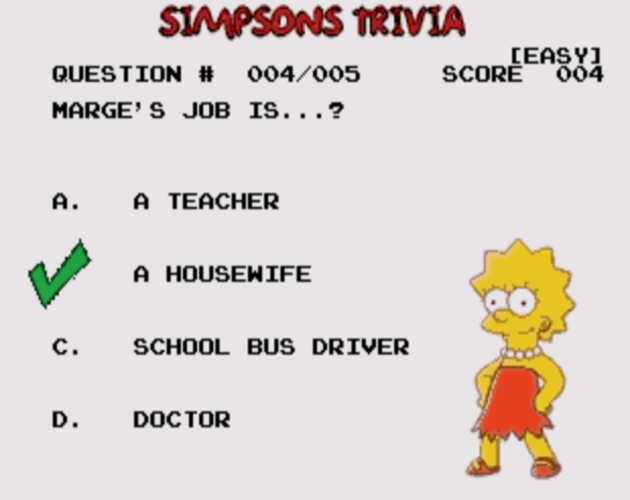 SIMPSONS TRIVIA
[EASY]
QUESTION # 004/005 SCORE 004
MARGE'S JOB IS...?
A. A TEACHER
A HOUSEWIFE
C. SCHOOL BUS DRIVER
D. DOCTOR